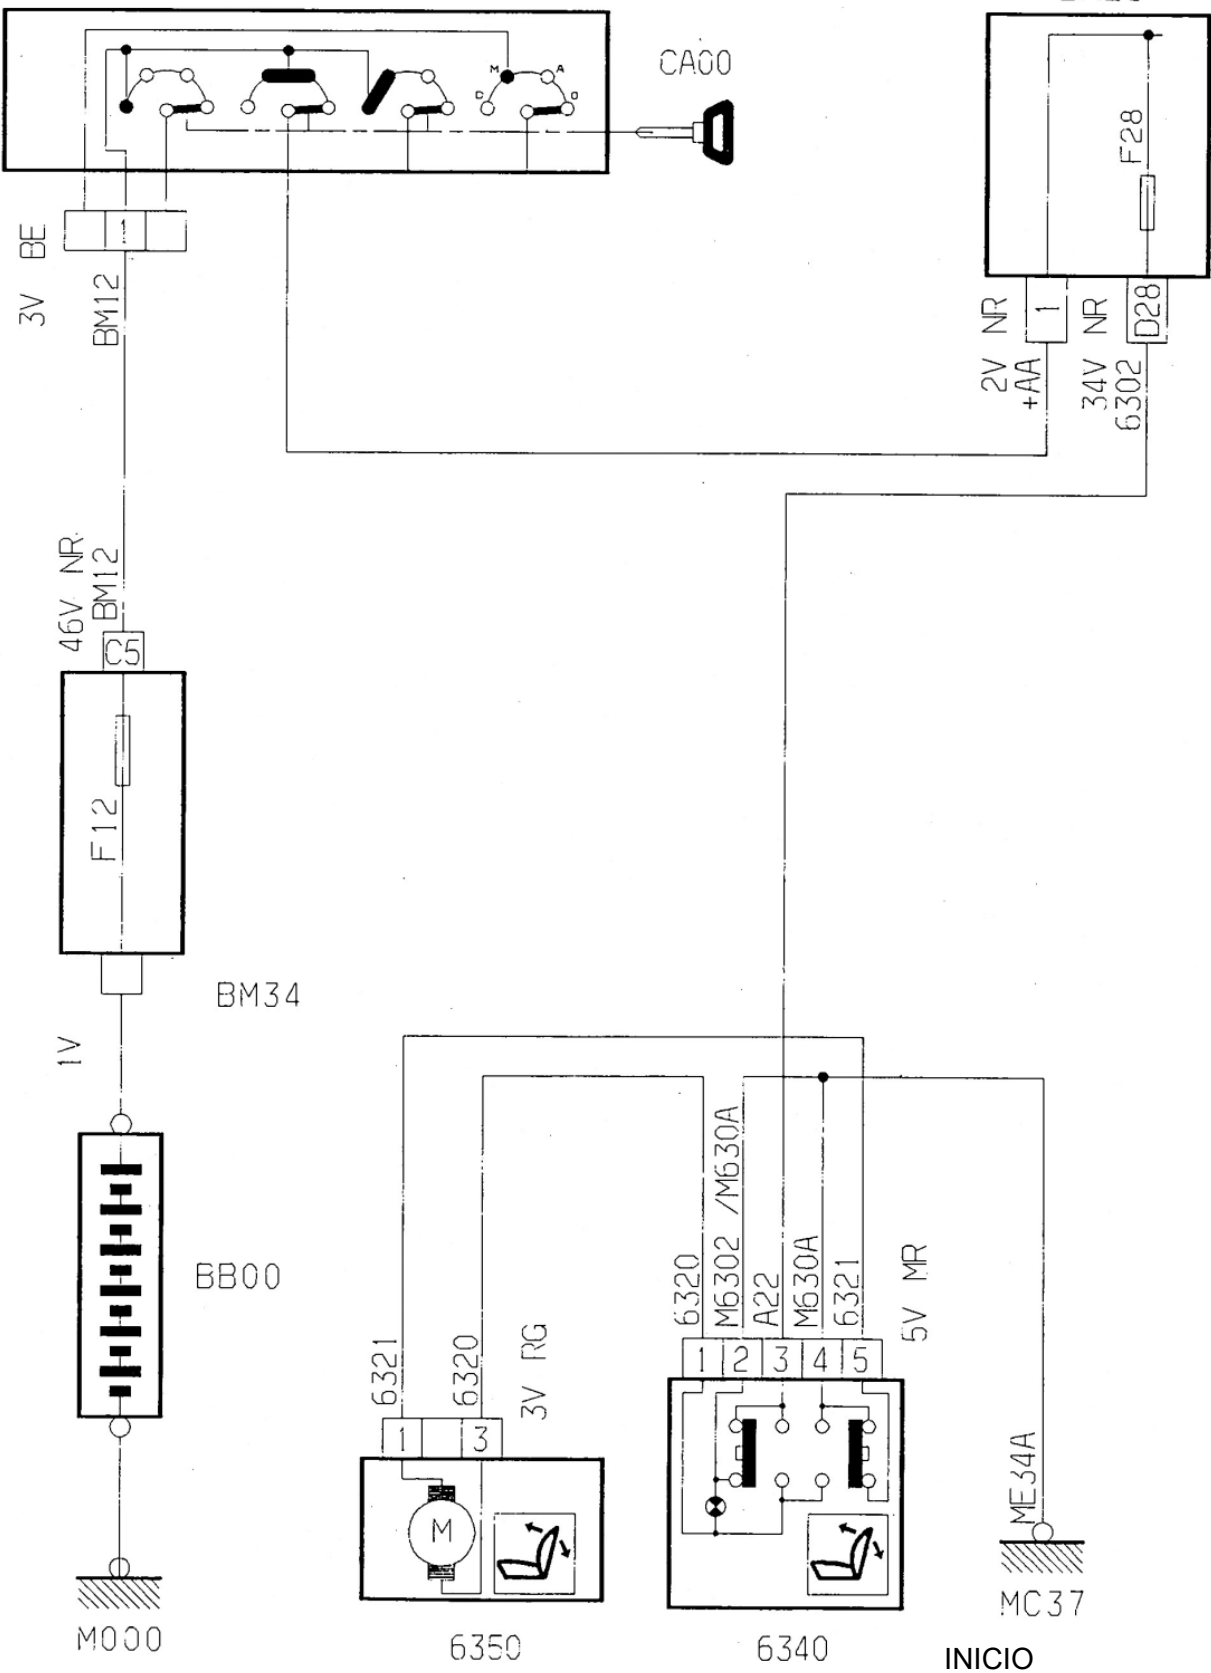 CA00
M
A
D
F28
3V BE
1
BM12
2V NR
+AA
1
34V NR
6302
D28
46V NR
BM12
C5
F12
BM34
1V
BB00
6321
6320
3V RG
1
3
M
6350
6320
M6302 /M630A
A22
M630A
6321
5V MR
1
2
3
4
5
6340
ME34A
MC37
M000
INICIO